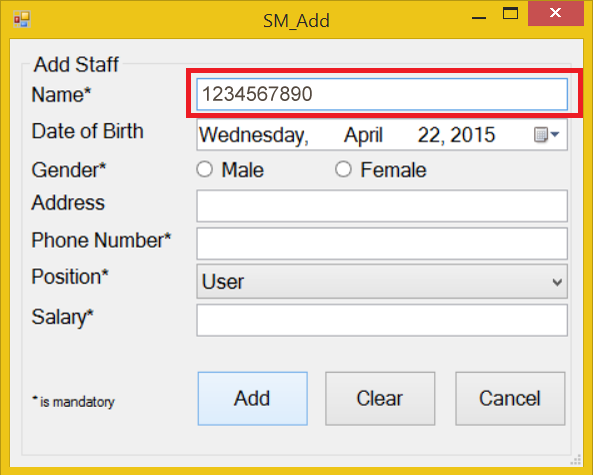 SM_Add
Add Staff
Name* 1234567890
Date of Birth Wednesday, April 22, 2015
Gender* Male Female
Address
Phone Number*
Position* User
Salary*
* is mandatory Add Clear Cancel